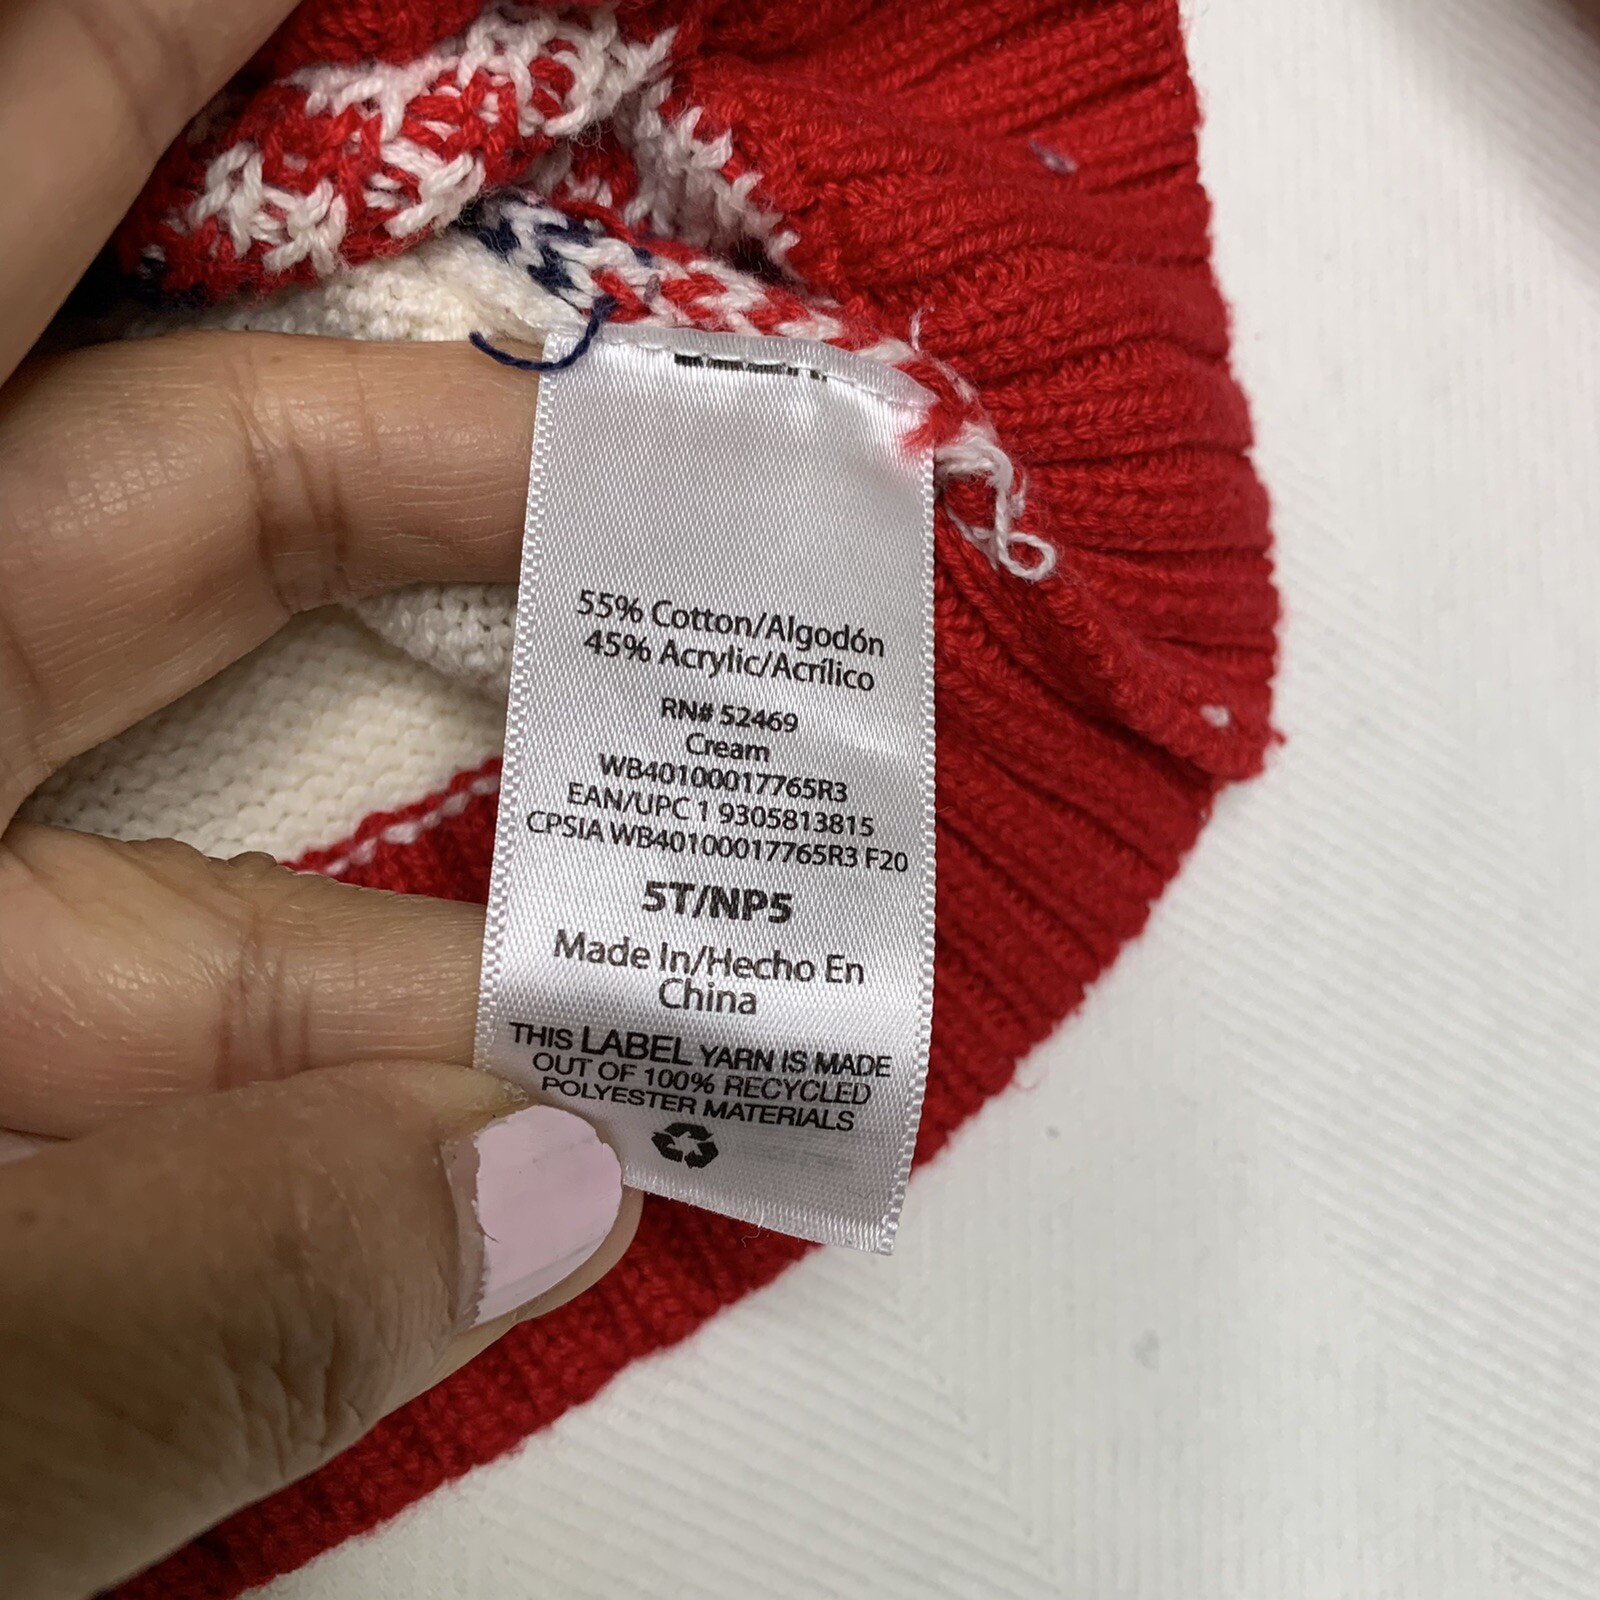 55% Cotton/Algodón
45% Acrylic/Acrílico
RN# 52469
Cream
WB40100017765R3
EAN/UPC 1 9305813815
CPSIA WB40100017765R3 F20
5T/NP5
Made In/Hecho En
China
THIS LABEL YARN IS MADE
OUT OF 100% RECYCLED
POLYESTER MATERIALS